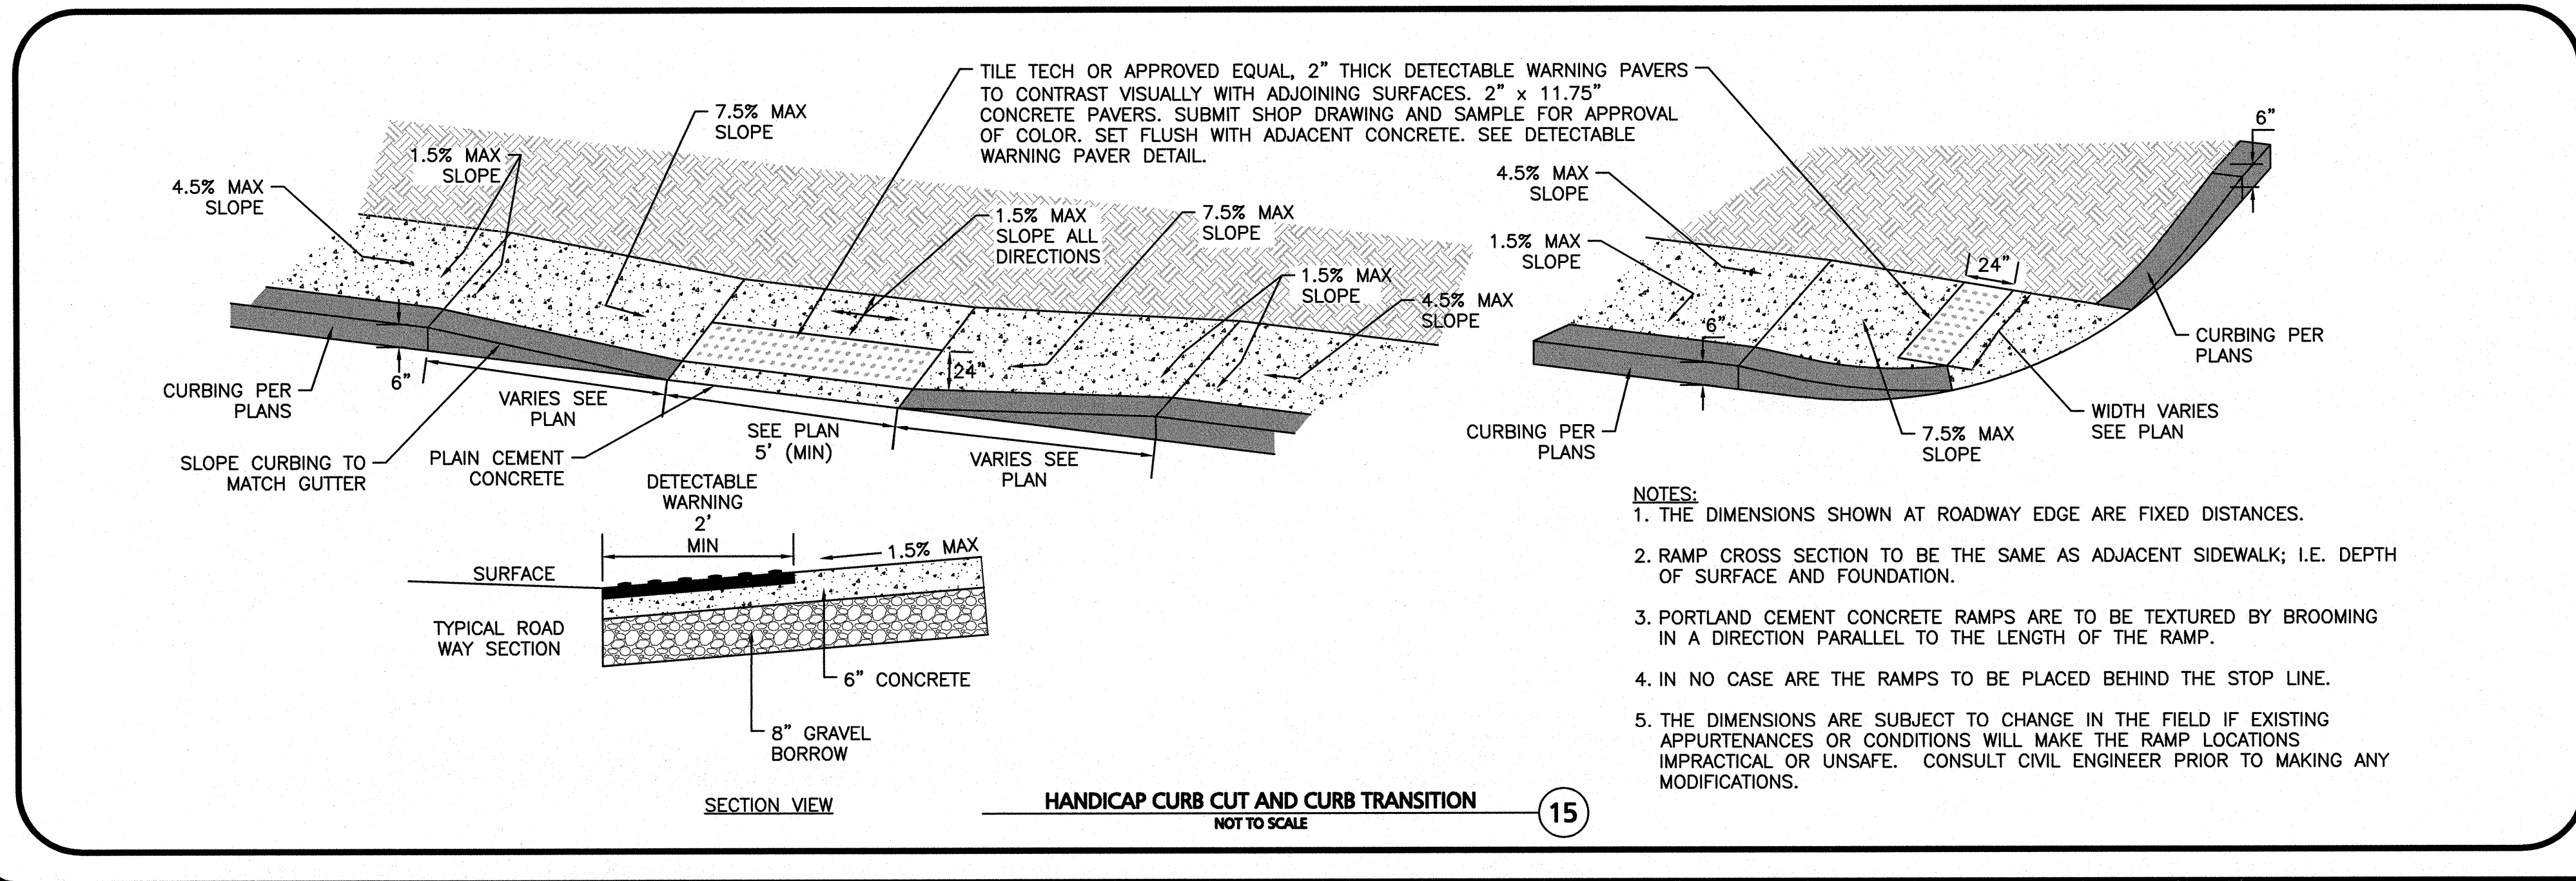 TILE TECH OR APPROVED EQUAL, 2” THICK DETECTABLE WARNING PAVERS
TO CONTRAST VISUALLY WITH ADJOINING SURFACES. 2” x 11.75”
CONCRETE PAVERS. SUBMIT SHOP DRAWING AND SAMPLE FOR APPROVAL
OF COLOR. SET FLUSH WITH ADJACENT CONCRETE. SEE DETECTABLE
WARNING PAVER DETAIL.
7.5% MAX
SLOPE
1.5% MAX
SLOPE
4.5% MAX
SLOPE
1.5% MAX
SLOPE ALL
DIRECTIONS
7.5% MAX
SLOPE
1.5% MAX
SLOPE
4.5% MAX
SLOPE
24”
6”
CURBING PER
PLANS
VARIES SEE
PLAN
SEE PLAN
5’ (MIN)
VARIES SEE
PLAN
SLOPE CURBING TO
MATCH GUTTER
PLAIN CEMENT
CONCRETE
6”
4.5% MAX
SLOPE
1.5% MAX
SLOPE
24”
6”
CURBING PER
PLANS
WIDTH VARIES
SEE PLAN
7.5% MAX
SLOPE
CURBING PER
PLANS
DETECTABLE
WARNING
2’
MIN
1.5% MAX
SURFACE
TYPICAL ROAD
WAY SECTION
6” CONCRETE
8” GRAVEL
BORROW
SECTION VIEW
NOTES:
1. THE DIMENSIONS SHOWN AT ROADWAY EDGE ARE FIXED DISTANCES.
2. RAMP CROSS SECTION TO BE THE SAME AS ADJACENT SIDEWALK; I.E. DEPTH
OF SURFACE AND FOUNDATION.
3. PORTLAND CEMENT CONCRETE RAMPS ARE TO BE TEXTURED BY BROOMING
IN A DIRECTION PARALLEL TO THE LENGTH OF THE RAMP.
4. IN NO CASE ARE THE RAMPS TO BE PLACED BEHIND THE STOP LINE.
5. THE DIMENSIONS ARE SUBJECT TO CHANGE IN THE FIELD IF EXISTING
APPURTENANCES OR CONDITIONS WILL MAKE THE RAMP LOCATIONS
IMPRACTICAL OR UNSAFE. CONSULT CIVIL ENGINEER PRIOR TO MAKING ANY
MODIFICATIONS.
HANDICAP CURB CUT AND CURB TRANSITION
NOT TO SCALE
15